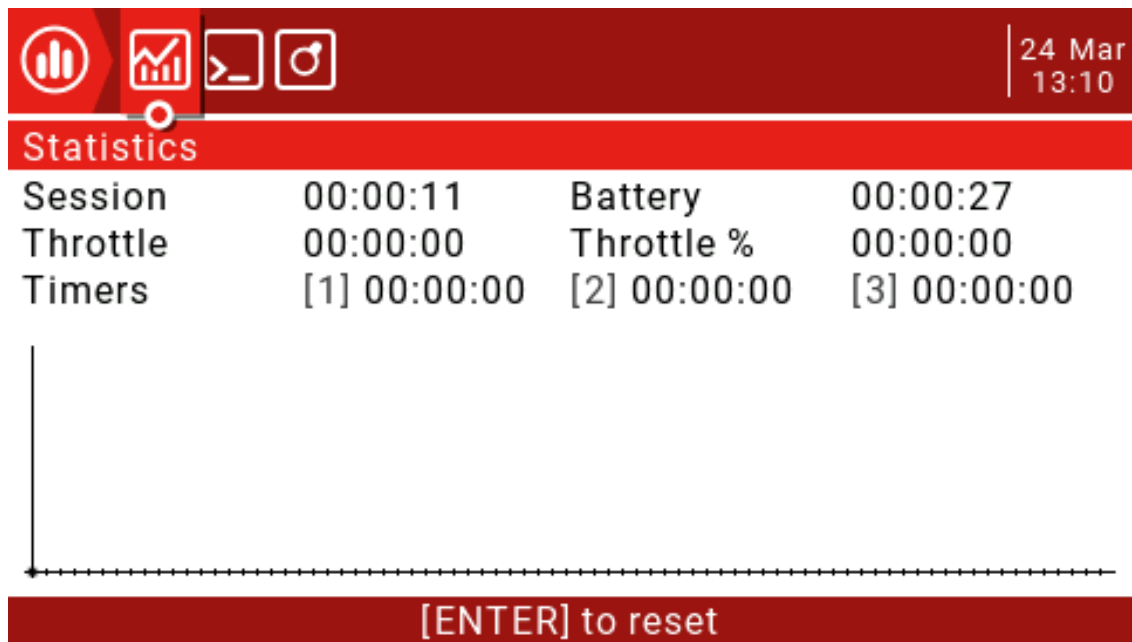 24 Mar
13:10
Statistics
Session 00:00:11 Battery 00:00:27
Throttle 00:00:00 Throttle % 00:00:00
Timers [1] 00:00:00 [2] 00:00:00 [3] 00:00:00
[ENTER] to reset